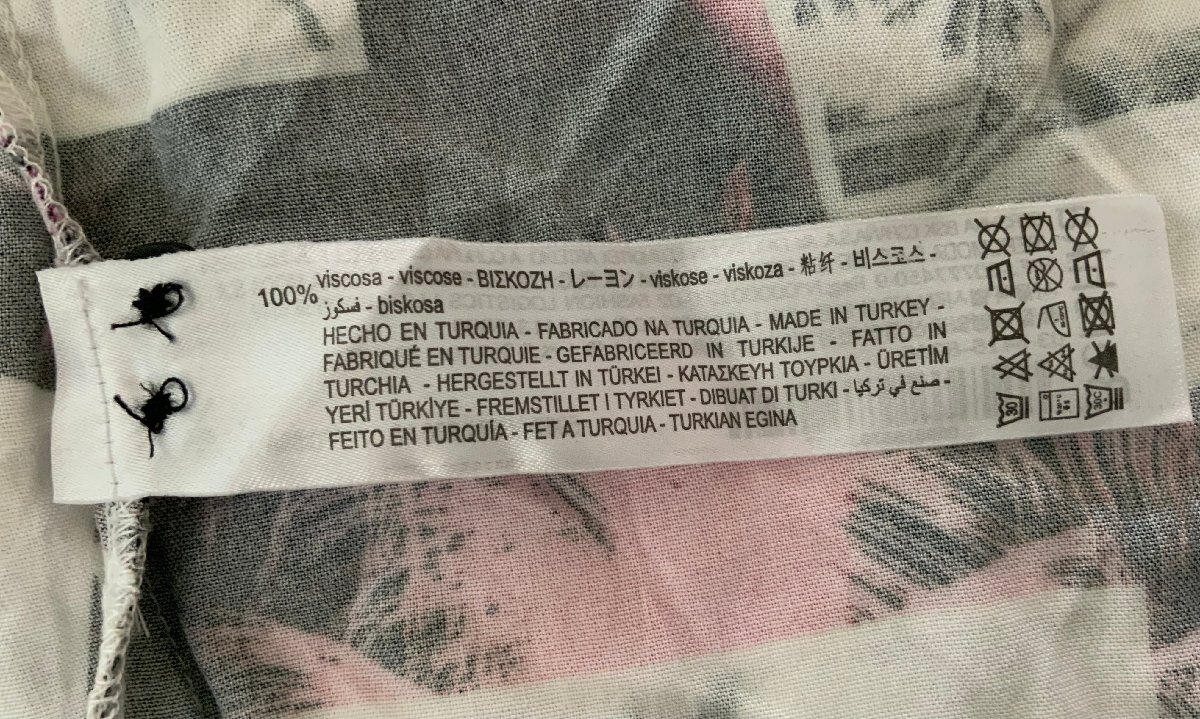 100% viscosa - viscose - ΒΙΣΚΟΖΗ - レーヨン - viskose - viskoza - 粘纤 - 비스코스 -
فسكوز - biskosa
HECHO EN TURQUIA - FABRICADO NA TURQUIA - MADE IN TURKEY -
FABRIQUÉ EN TURQUIE - GEFABRICEERD IN TURKIJE - FATTO IN
TURCHIA - HERGESTELLT IN TÜRKEI - ΚΑΤΑΣΚΕΥΗ ΤΟΥΡΚΙΑ - ÜRETİM
YERİ TÜRKİYE - FREMSTILLET I TYRKIET - DIBUAT DI TURKI - صنع في تركيا -
FEITO EN TURQUÍA - FET A TURQUIA - TURKIAN EGINA
30
30C